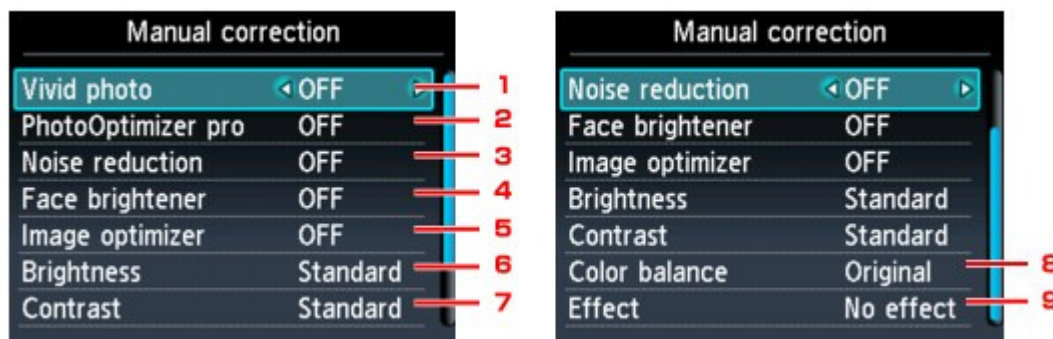 Manual correction
Vivid photo OFF 1
PhotoOptimizer pro OFF 2
Noise reduction OFF 3
Face brightener OFF 4
Image optimizer OFF 5
Brightness Standard 6
Contrast Standard 7
Manual correction
Noise reduction OFF
Face brightener OFF
Image optimizer OFF
Brightness Standard
Contrast Standard
Color balance Original 8
Effect No effect 9